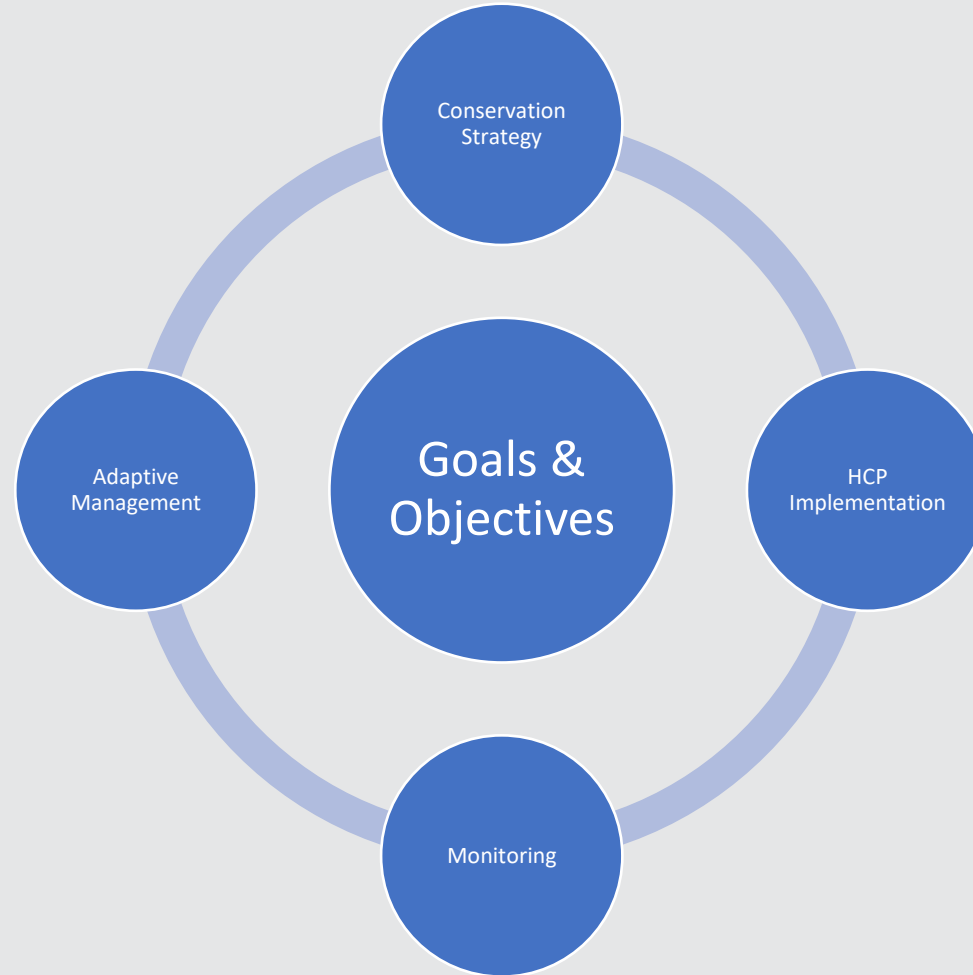 Conservation
Strategy
Goals &
Objectives
Adaptive
Management
HCP
Implementation
Monitoring